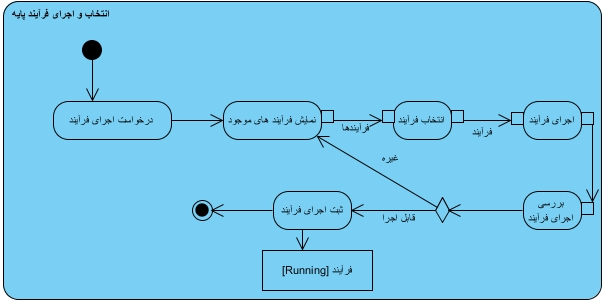 انتخاب و اجرای فرآیند پایه
درخواست اجرای فرآیند
نمایش فرآیند های موجود
فرآیندها
انتخاب فرآیند
فرآیند
اجرای فرآیند
بررسی
اجرای فرآیند
غیره
قابل اجرا
ثبت اجرای فرآیند
فرآیند [Running]